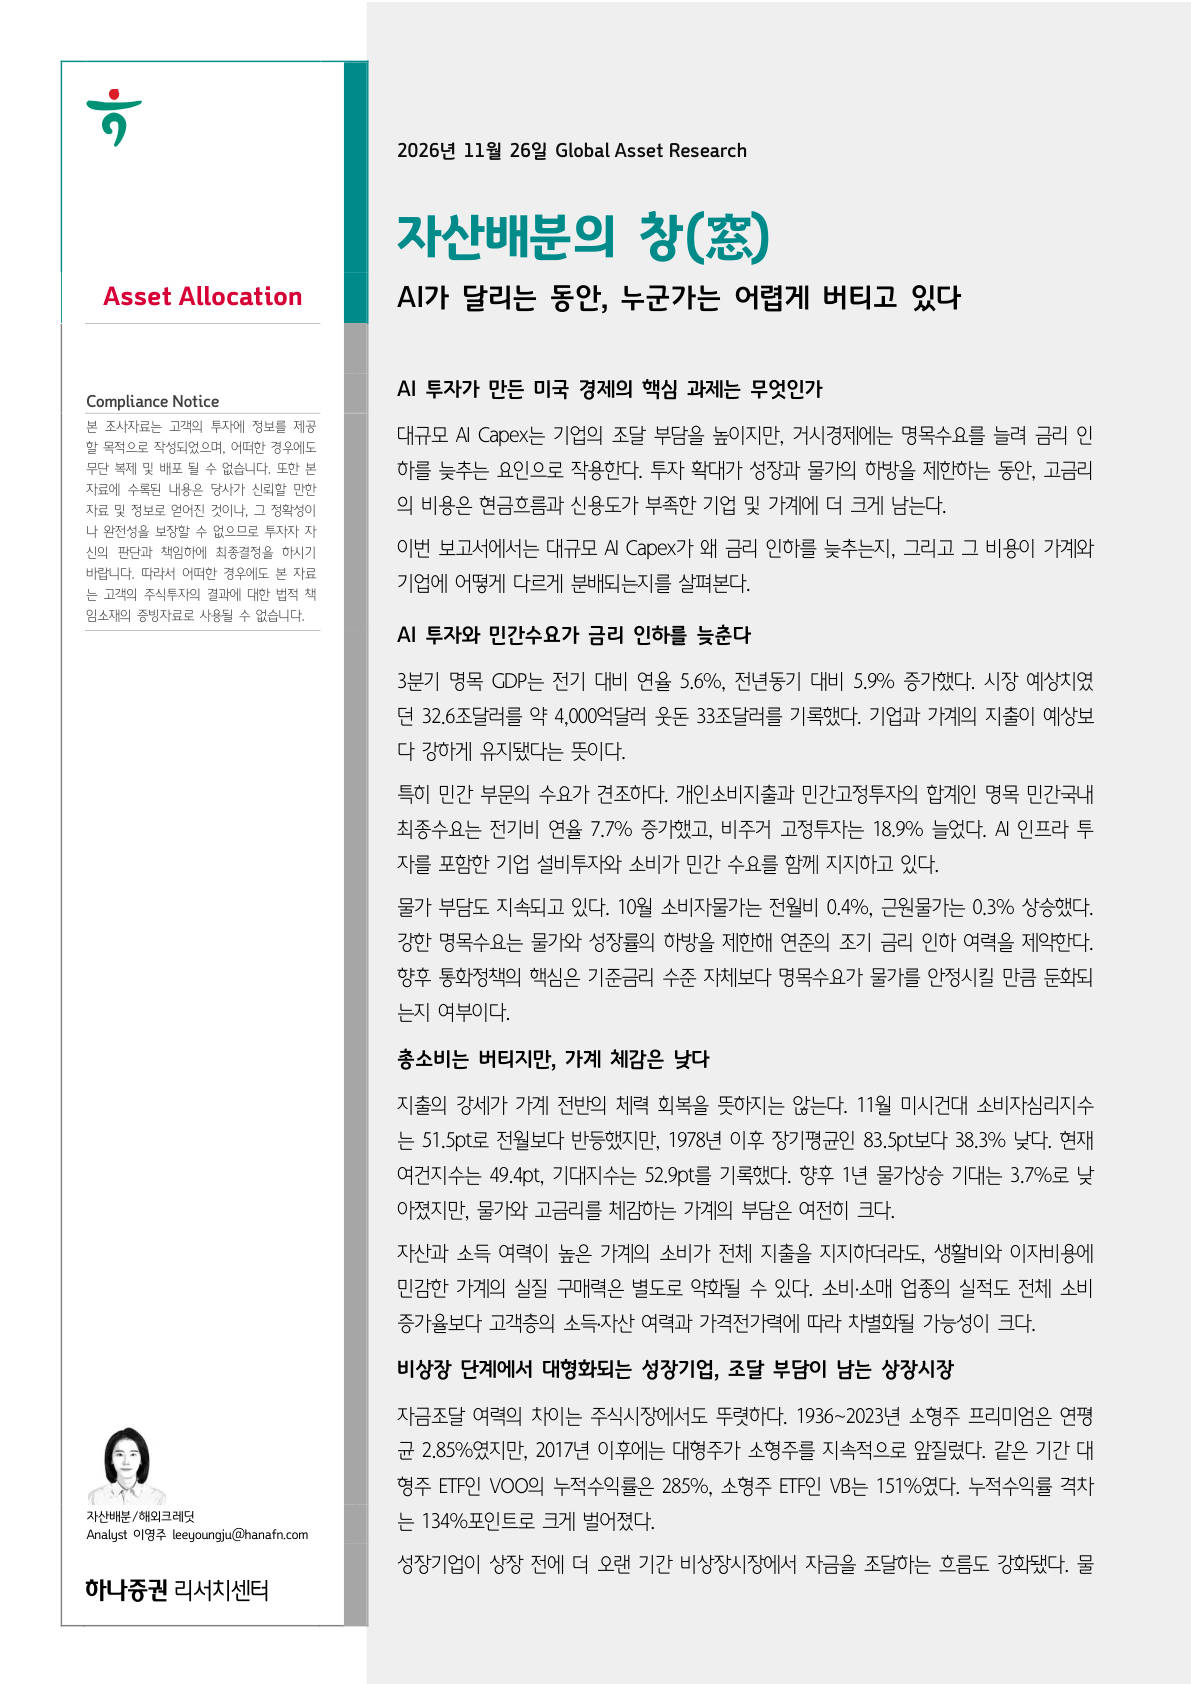 2026년 11월 26일 Global Asset Research
자산배분의 창(窓)
Asset Allocation
AI가 달리는 동안, 누군가는 어렵게 버티고 있다
Compliance Notice
본 조사자료는 고객의 투자에 정보를 제공
할 목적으로 작성되었으며, 어떠한 경우에도
무단 복제 및 배포 될 수 없습니다. 또한 본
자료에 수록된 내용은 당사가 신뢰할 만한
자료 및 정보로 얻어진 것이나, 그 정확성이
나 완전성을 보장할 수 없으므로 투자자 자
신의 판단과 책임하에 최종결정을 하시기
바랍니다. 따라서 어떠한 경우에도 본 자료
는 고객의 주식투자의 결과에 대한 법적 책
임소재의 증빙자료로 사용될 수 없습니다.
AI 투자가 만든 미국 경제의 핵심 과제는 무엇인가
대규모 AI Capex는 기업의 조달 부담을 높이지만, 거시경제에는 명목수요를 늘려 금리 인
하를 늦추는 요인으로 작용한다. 투자 확대가 성장과 물가의 하방을 제한하는 동안, 고금리
의 비용은 현금흐름과 신용도가 부족한 기업 및 가계에 더 크게 남는다.
이번 보고서에서는 대규모 AI Capex가 왜 금리 인하를 늦추는지, 그리고 그 비용이 가계와
기업에 어떻게 다르게 분배되는지를 살펴본다.
AI 투자와 민간수요가 금리 인하를 늦춘다
3분기 명목 GDP는 전기 대비 연율 5.6%, 전년동기 대비 5.9% 증가했다. 시장 예상치였
던 32.6조달러를 약 4,000억달러 웃돈 33조달러를 기록했다. 기업과 가계의 지출이 예상보
다 강하게 유지됐다는 뜻이다.
특히 민간 부문의 수요가 견조하다. 개인소비지출과 민간고정투자의 합계인 명목 민간국내
최종수요는 전기비 연율 7.7% 증가했고, 비주거 고정투자는 18.9% 늘었다. AI 인프라 투
자를 포함한 기업 설비투자와 소비가 민간 수요를 함께 지지하고 있다.
물가 부담도 지속되고 있다. 10월 소비자물가는 전월비 0.4%, 근원물가는 0.3% 상승했다.
강한 명목수요는 물가와 성장률의 하방을 제한해 연준의 조기 금리 인하 여력을 제약한다.
향후 통화정책의 핵심은 기준금리 수준 자체보다 명목수요가 물가를 안정시킬 만큼 둔화되
는지 여부이다.
총소비는 버티지만, 가계 체감은 낮다
지출의 강세가 가계 전반의 체력 회복을 뜻하지는 않는다. 11월 미시건대 소비자심리지수
는 51.5pt로 전월보다 반등했지만, 1978년 이후 장기평균인 83.5pt보다 38.3% 낮다. 현재
여건지수는 49.4pt, 기대지수는 52.9pt를 기록했다. 향후 1년 물가상승 기대는 3.7%로 낮
아졌지만, 물가와 고금리를 체감하는 가계의 부담은 여전히 크다.
자산과 소득 여력이 높은 가계의 소비가 전체 지출을 지지하더라도, 생활비와 이자비용에
민감한 가계의 실질 구매력은 별도로 약화될 수 있다. 소비·소매 업종의 실적도 전체 소비
증가율보다 고객층의 소득·자산 여력과 가격전가력에 따라 차별화될 가능성이 크다.
비상장 단계에서 대형화되는 성장기업, 조달 부담이 남는 상장시장
자금조달 여력의 차이는 주식시장에서도 뚜렷하다. 1936~2023년 소형주 프리미엄은 연평
균 2.85%였지만, 2017년 이후에는 대형주가 소형주를 지속적으로 앞질렀다. 같은 기간 대
형주 ETF인 VOO의 누적수익률은 285%, 소형주 ETF인 VB는 151%였다. 누적수익률 격차
는 134%포인트로 크게 벌어졌다.
성장기업이 상장 전에 더 오랜 기간 비상장시장에서 자금을 조달하는 흐름도 강화됐다. 물
자산배분/해외크레딧
Analyst 이영주 leeyoungju@hanafn.com
하나증권 리서치센터